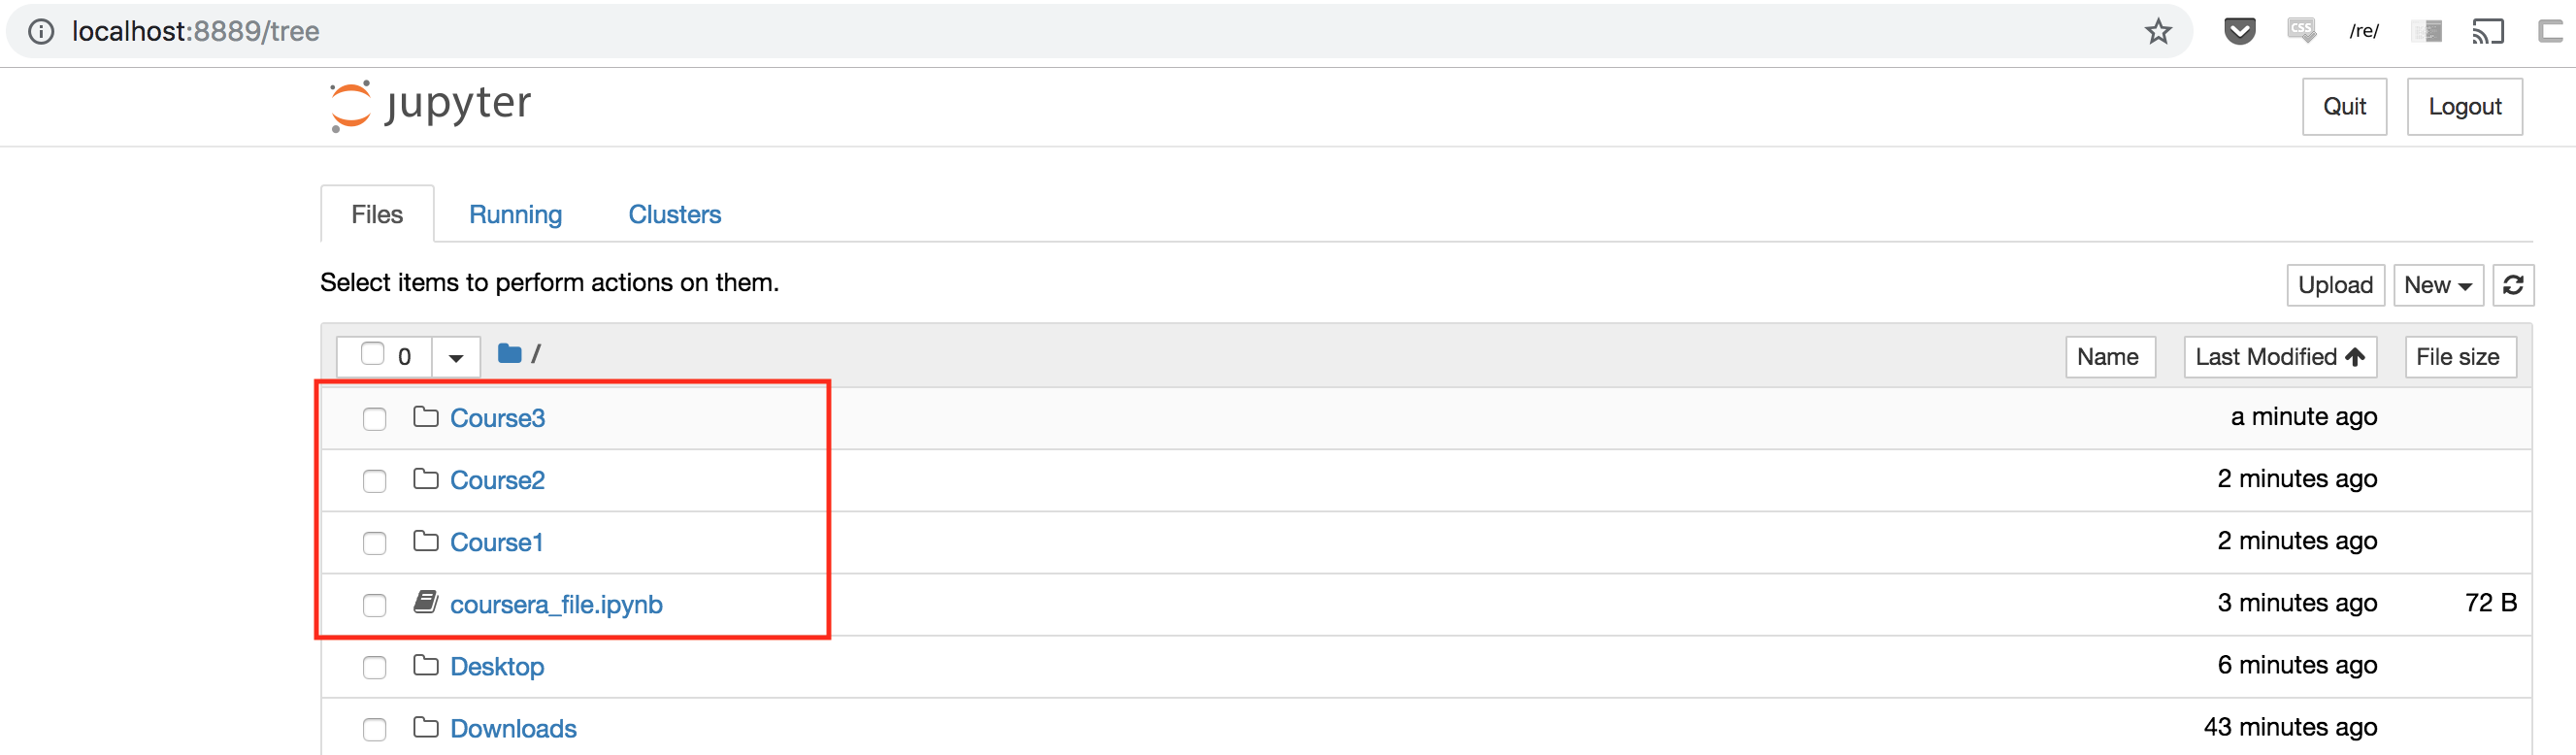 localhost:8889/tree
CSS /re/
jupyter Quit Logout
Files Running Clusters
Select items to perform actions on them. Upload New
0 / Name Last Modified File size
Course3 a minute ago
Course2 2 minutes ago
Course1 2 minutes ago
coursera_file.ipynb 3 minutes ago 72 B
Desktop 6 minutes ago
Downloads 43 minutes ago